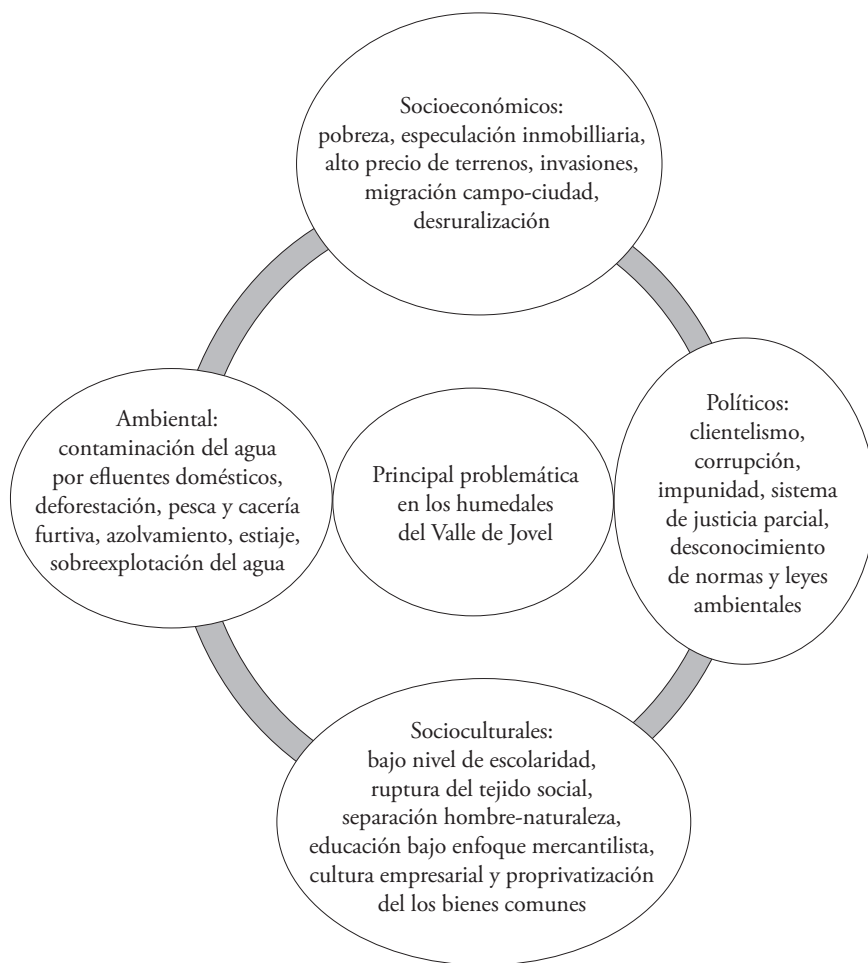 Socioeconómicos:
pobreza, especulación inmobilliaria,
alto precio de terrenos, invasiones,
migración campo-ciudad,
desruralización
Ambiental:
contaminación del agua
por efluentes domésticos,
deforestación, pesca y cacería
furtiva, azolvamiento, estiaje,
sobreexplotación del agua
Principal problemática
en los humedales
del Valle de Jovel
Políticos:
clientelismo,
corrupción,
impunidad, sistema
de justicia parcial,
desconocimiento
de normas y leyes
ambientales
Socioculturales:
bajo nivel de escolaridad,
ruptura del tejido social,
separación hombre-naturaleza,
educación bajo enfoque mercantilista,
cultura empresarial y proprivatización
del los bienes comunes